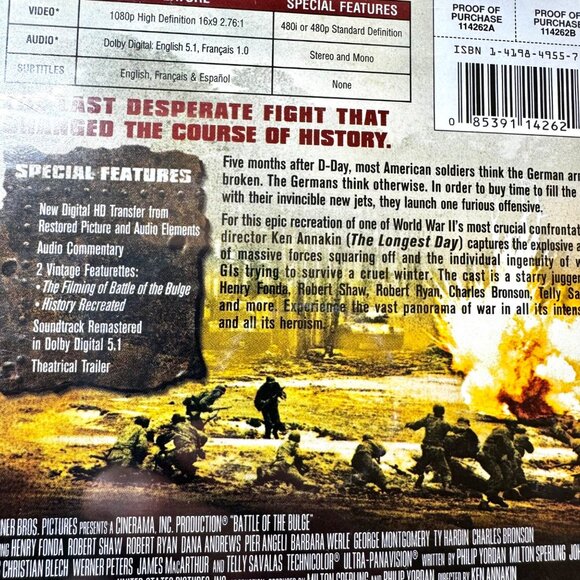 FEATURE SPECIAL FEATURES
VIDEO* 1080p High Definition 16x9 2.76:1 480i or 480p Standard Definition
AUDIO* Dolby Digital: English 5.1, Français 1.0 Stereo and Mono
SUBTITLES English, Français & Español None
PROOF OF PURCHASE 114262A
PROOF OF PURCHASE 114262B
ISBN 1-4198-4955-7
0 85391 14262
LAST DESPERATE FIGHT THAT
THE COURSE OF HISTORY.
SPECIAL FEATURES
New Digital HD Transfer from
Restored Picture and Audio Elements
Audio Commentary
2 Vintage Featurettes:
• The Filming of Battle of the Bulge
• History Recreated
Soundtrack Remastered
in Dolby Digital 5.1
Theatrical Trailer
Five months after D-Day, most American soldiers think the German
broken. The Germans think otherwise. In order to buy time to fill the
with their invincible new jets, they launch one furious offensive.
For this epic recreation of one of World War II's most crucial
director Ken Annakin (The Longest Day) captures the explosive
of massive forces squaring off and the individual ingenuity of
GIs trying to survive a cruel winter. The cast is a starry
Henry Fonda, Robert Shaw, Robert Ryan, Charles Bronson, Telly
and more. Experience the vast panorama of war in all its
and all its heroism.
BROS. PICTURES PRESENTS A CINERAMA, INC. PRODUCTION® "BATTLE OF THE BULGE"
HENRY FONDA ROBERT SHAW ROBERT RYAN DANA ANDREWS PIER ANGELI BARBARA WERLE GEORGE MONTGOMERY TY HARDIN CHARLES BRONSON
CHRISTIAN BLECH WERNER PETERS JAMES MacARTHUR AND TELLY SAVALAS TECHNICOLOR® ULTRA-PANAVISION® WRITTEN BY PHILIP YORDAN, MILTON SPERLING,
MILTON SPERLING, PHILIP YORDAN DIRECTED BY KEN ANNAKIN